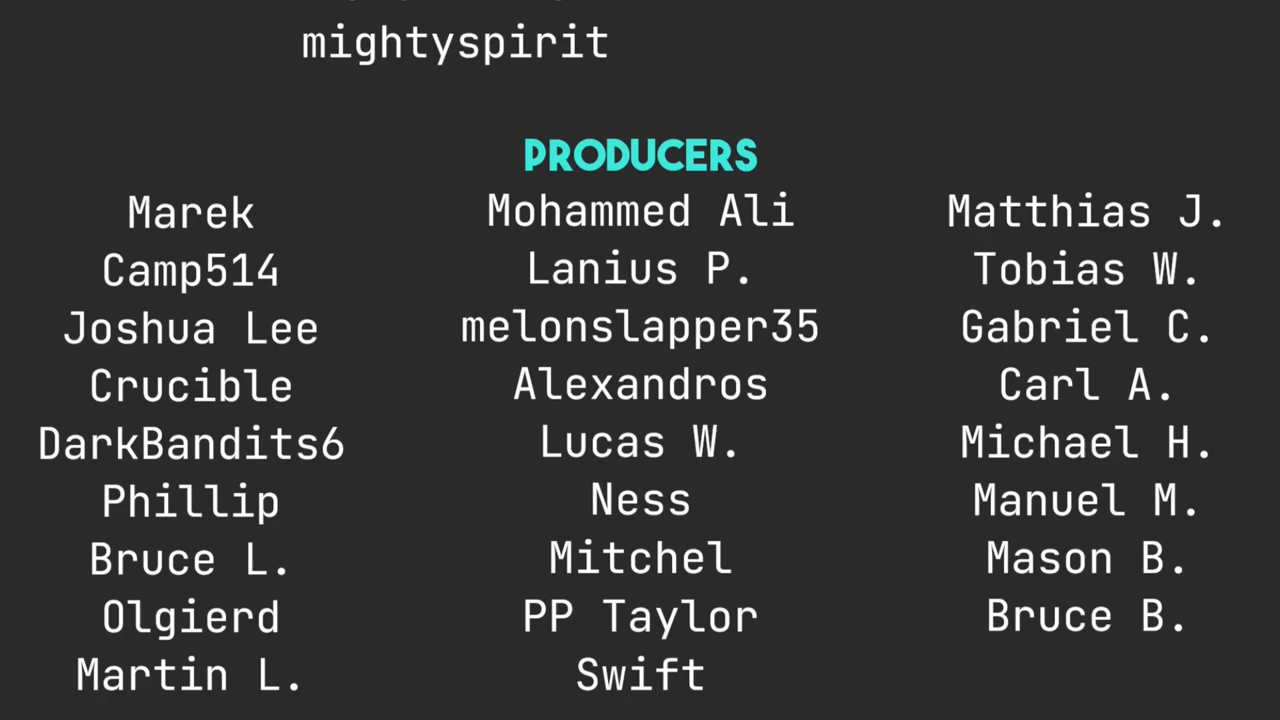 mightyspirit
PRODUCERS
Marek
Camp514
Joshua Lee
Crucible
DarkBandits6
Phillip
Bruce L.
Olgierd
Martin L.
Mohammed Ali
Lanius P.
melonslapper35
Alexandros
Lucas W.
Ness
Mitchel
PP Taylor
Swift
Matthias J.
Tobias W.
Gabriel C.
Carl A.
Michael H.
Manuel M.
Mason B.
Bruce B.